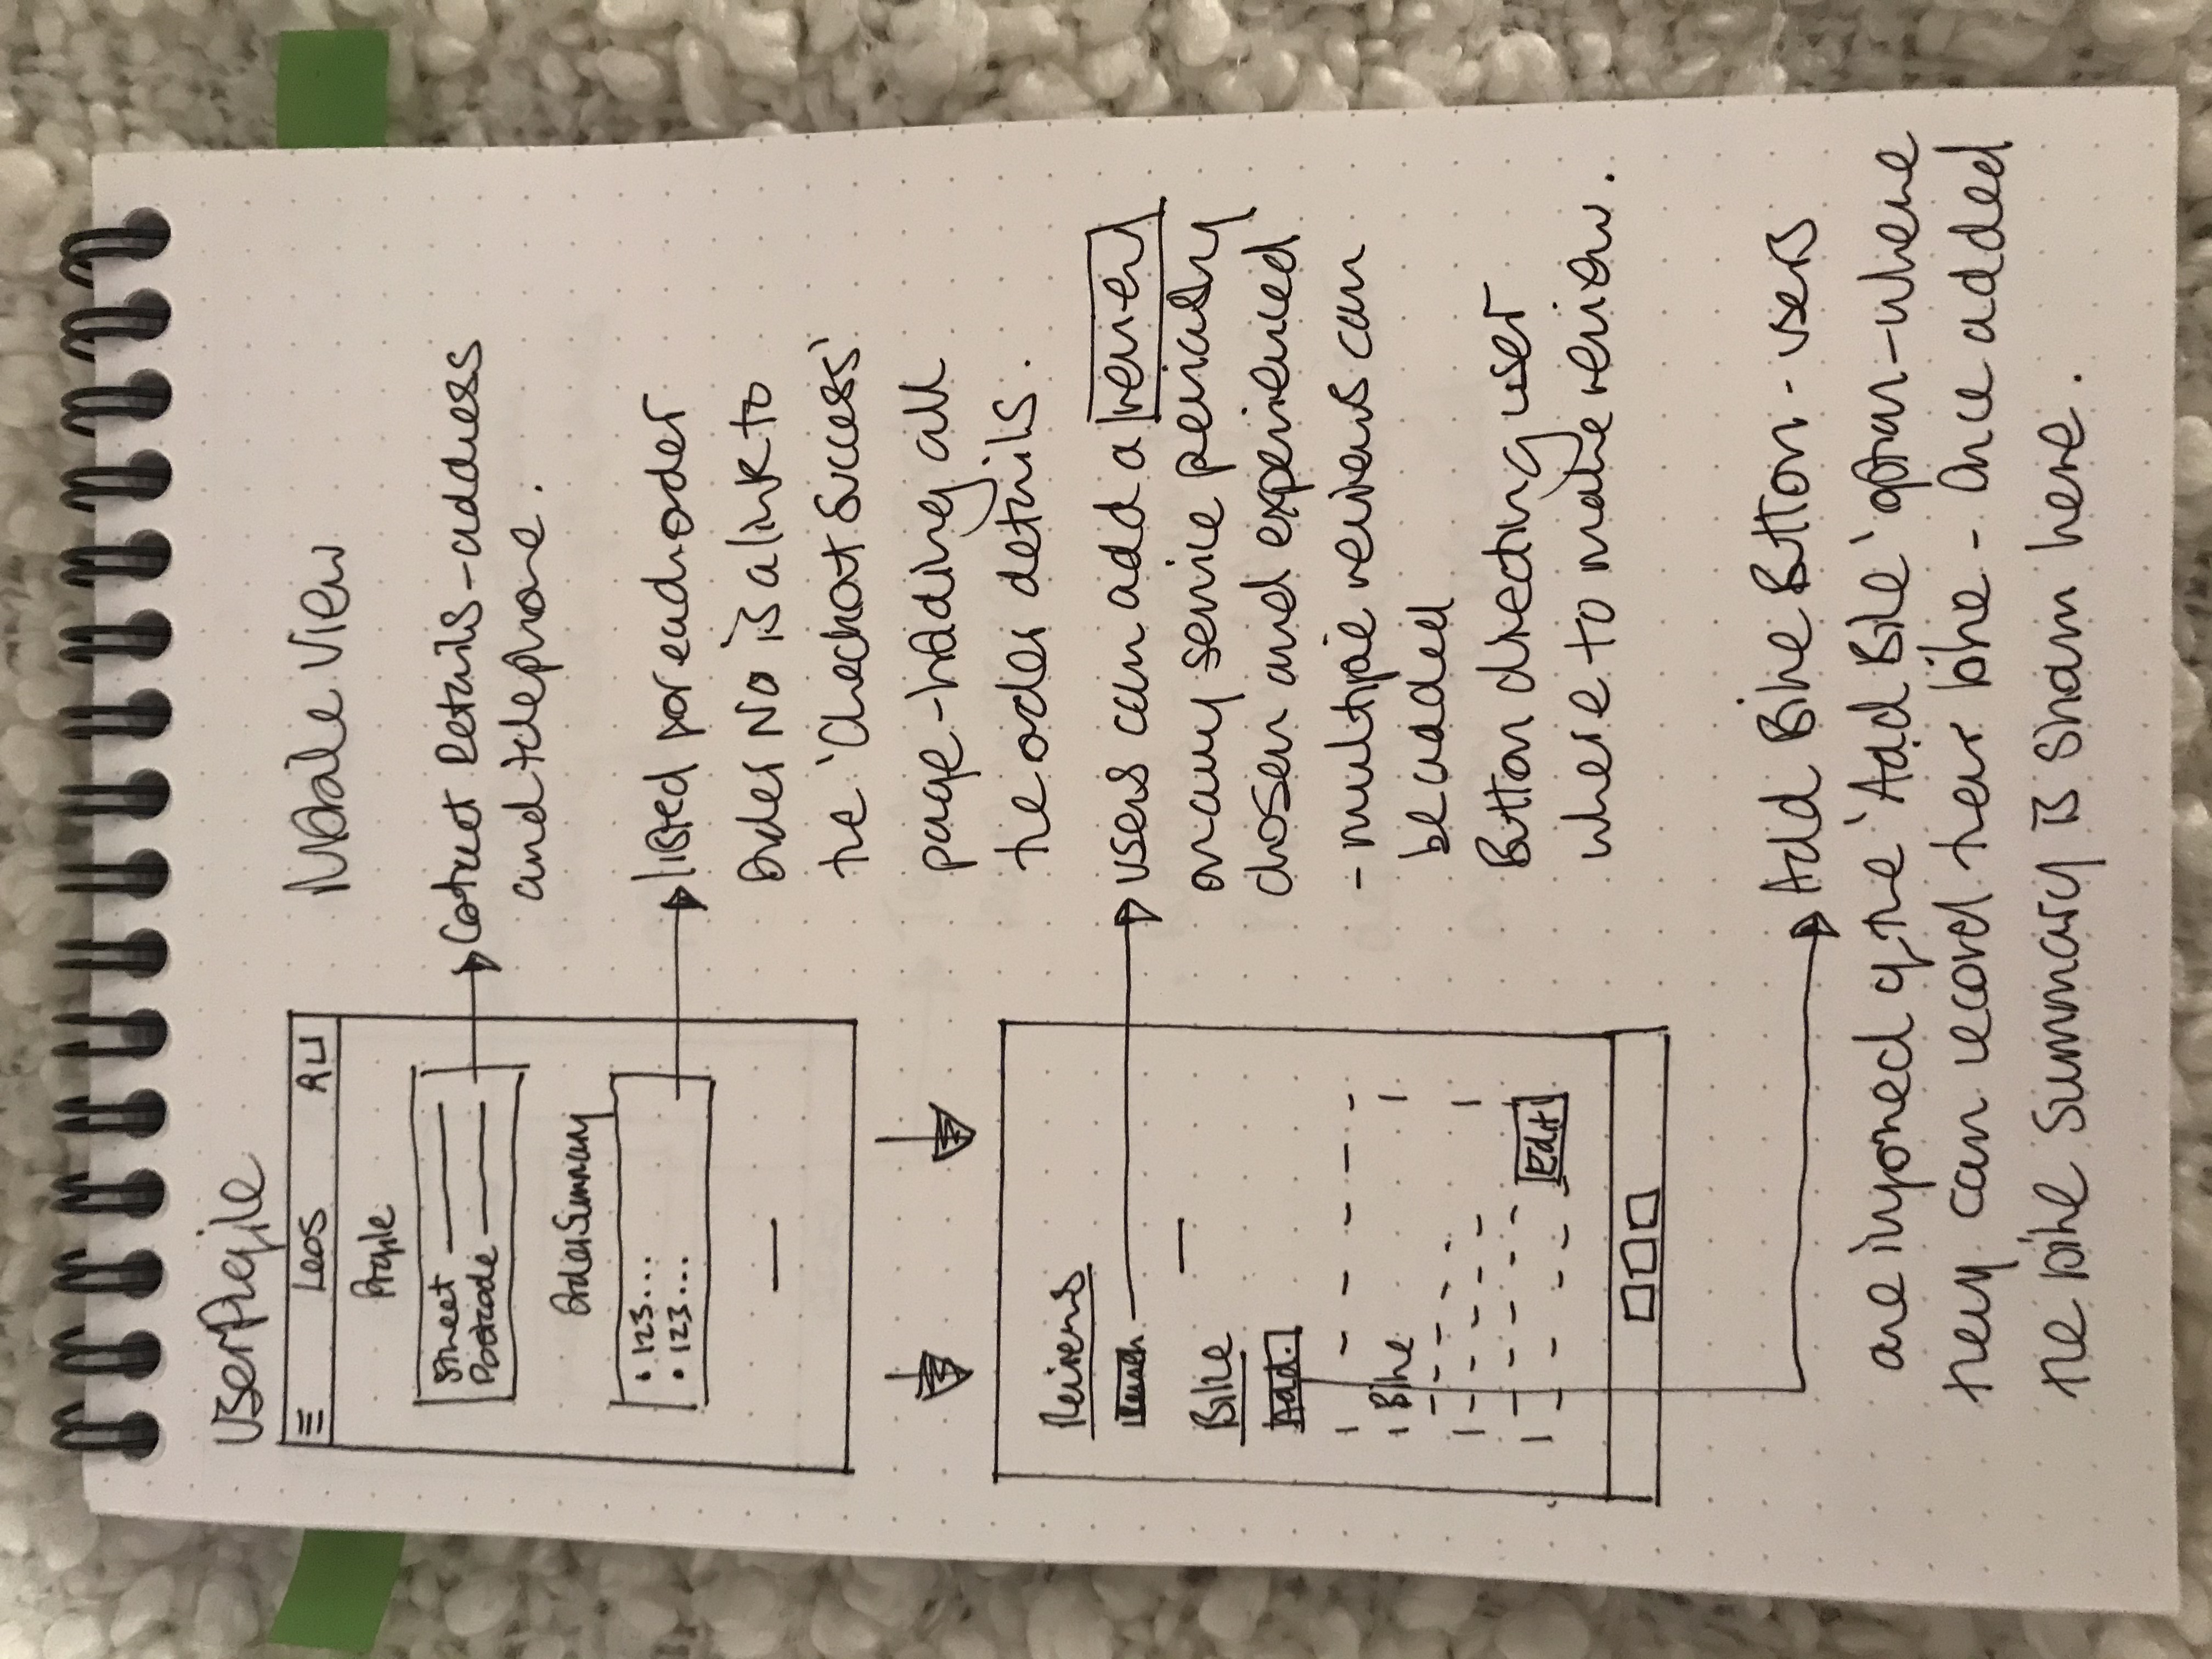 User Profile
Leos
Mobile View
Profile
Street
Postcode
Contact Details - address
and telephone.
Order Summary
• 123...
• 123...
listed for each order
Order No is a link to
the 'Checkout Success'
page - holding all
the order details.
Reviews
users can add a review
on any service previously
chosen and experienced
- multiple reviews can
be added
Button directing user
where to make review.
Bike
Add.
Bike
Edit
Add Bike Button - users
are informed of the 'Add Bike' option - where
they can record their bike - Once added
the bike summary is shown here.